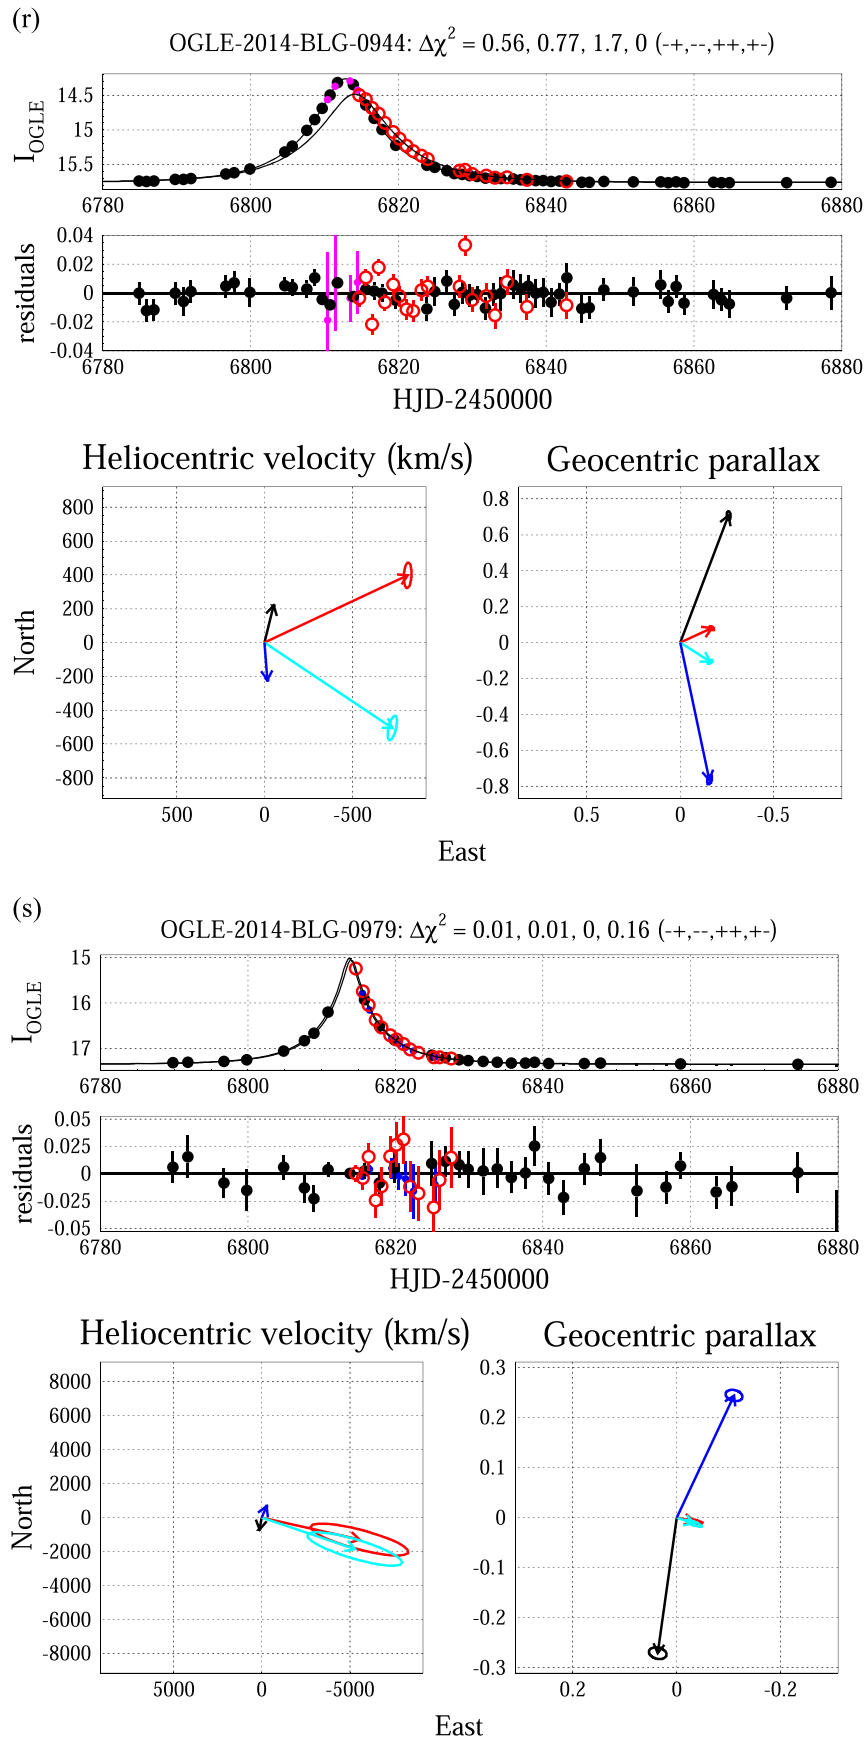 (r)
OGLE-2014-BLG-0944: Δχ² = 0.56, 0.77, 1.7, 0 (-+,--,++,+-)
I_OGLE
14.5
15
15.5
6780 6800 6820 6840 6860 6880
residuals
0.04
0.02
0
-0.02
-0.04
6780 6800 6820 6840 6860 6880
HJD-2450000
Heliocentric velocity (km/s)
North
800
600
400
200
0
-200
-400
-600
-800
500 0 -500
Geocentric parallax
0.8
0.6
0.4
0.2
0
-0.2
-0.4
-0.6
-0.8
0.5 0 -0.5
East
(s)
OGLE-2014-BLG-0979: Δχ² = 0.01, 0.01, 0, 0.16 (-+,--,++,+-)
I_OGLE
15
16
17
6780 6800 6820 6840 6860 6880
residuals
0.05
0.025
0
-0.025
-0.05
6780 6800 6820 6840 6860 6880
HJD-2450000
Heliocentric velocity (km/s)
North
8000
6000
4000
2000
0
-2000
-4000
-6000
-8000
5000 0 -5000
Geocentric parallax
0.3
0.2
0.1
0
-0.1
-0.2
-0.3
0.2 0 -0.2
East